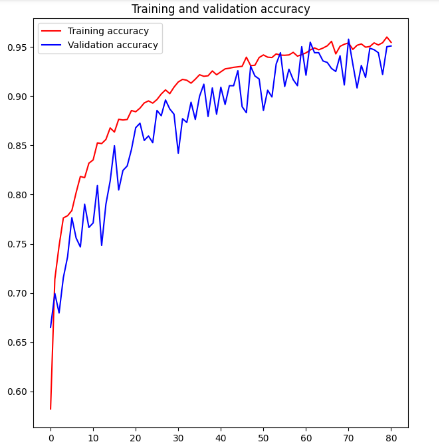 Training and validation accuracy
Training accuracy
Validation accuracy
0.95
0.90
0.85
0.80
0.75
0.70
0.65
0.60
0 10 20 30 40 50 60 70 80